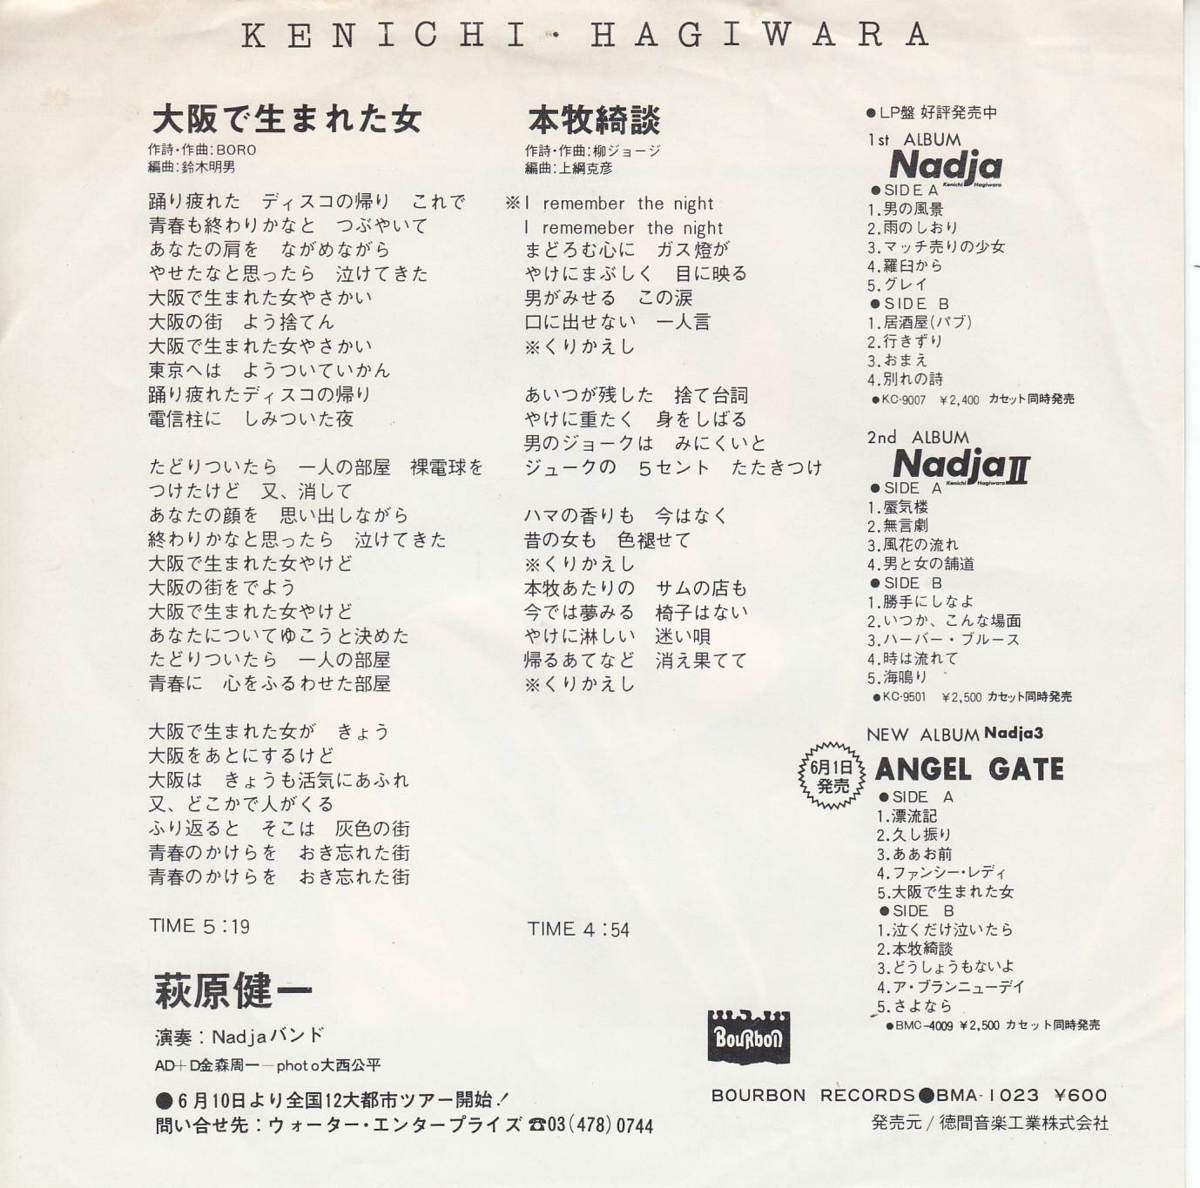 KENICHI・HAGIWARA
大阪で生まれた女
作詩・作曲:BORO
編曲:鈴木明男
踊り疲れた ディスコの帰り これで
青春も終わりかなと つぶやいて
あなたの肩を ながめながら
やせたなと思ったら 泣けてきた
大阪で生まれた女やさかい
大阪の街 よう捨てん
大阪で生まれた女やさかい
東京へは ようついていかん
踊り疲れたディスコの帰り
電信柱に しみついた夜
たどりついたら 一人の部屋 裸電球を
つけたけど 又、消して
あなたの顔を 思い出しながら
終わりかなと思ったら 泣けてきた
大阪で生まれた女やけど
大阪の街をでよう
大阪で生まれた女やけど
あなたについてゆこうと決めた
たどりついたら 一人の部屋
青春に 心をふるわせた部屋
大阪で生まれた女が きょう
大阪をあとにするけど
大阪は きょうも活気にあふれ
又、どこかで人がくる
ふり返ると そこは 灰色の街
青春のかけらを おき忘れた街
青春のかけらを おき忘れた街
TIME 5:19
本牧綺談
作詩・作曲:柳ジョージ
編曲:上綱克彦
※I remember the night
I rememeber the night
まどろむ心に ガス燈が
やけにまぶしく 目に映る
男がみせる この涙
口に出せない 一人言
※くりかえし
あいつが残した 捨て台詞
やけに重たく 身をしばる
男のジョークは みにくいと
ジュークの 5セント たたきつけ
ハマの香りも 今はなく
昔の女も 色褪せて
※くりかえし
本牧あたりの サムの店も
今では夢みる 椅子はない
やけに淋しい 迷い唄
帰るあてなど 消え果てて
※くりかえし
TIME 4:54
●LP盤 好評発売中
1st ALBUM
Nadja
Kenichi Hagiwara
●SIDE A
1.男の風景
2.雨のしおり
3.マッチ売りの少女
4.羅臼から
5.グレイ
●SIDE B
1.居酒屋(パブ)
2.行きずり
3.おまえ
4.別れの詩
●KC-9007 ¥2,400 カセット同時発売
2nd ALBUM
NadjaII
Kenichi Hagiwara
●SIDE A
1.蜃気楼
2.無言劇
3.風花の流れ
4.男と女の舗道
●SIDE B
1.勝手にしなよ
2.いつか、こんな場面
3.ハーバー・ブルース
4.時は流れて
5.海鳴り
●KC-9501 ¥2,500 カセット同時発売
NEW ALBUM Nadja3
6月1日
発売
ANGEL GATE
●SIDE A
1.漂流記
2.久し振り
3.ああお前
4.ファンシー・レディ
5.大阪で生まれた女
●SIDE B
1.泣くだけ泣いたら
2.本牧綺談
3.どうしょうもないよ
4.ア・ブランニューデイ
5.さよなら
●BMC-4009 ¥2,500 カセット同時発売
萩原健一
演奏:Nadjaバンド
AD+D金森周一—photo大西公平
●6月10日より全国12大都市ツアー開始!
問い合せ先:ウォーター・エンタープライズ ☎03(478)0744
BouRbon
BOURBON RECORDS●BMA-1023 ¥600
発売元/徳間音楽工業株式会社